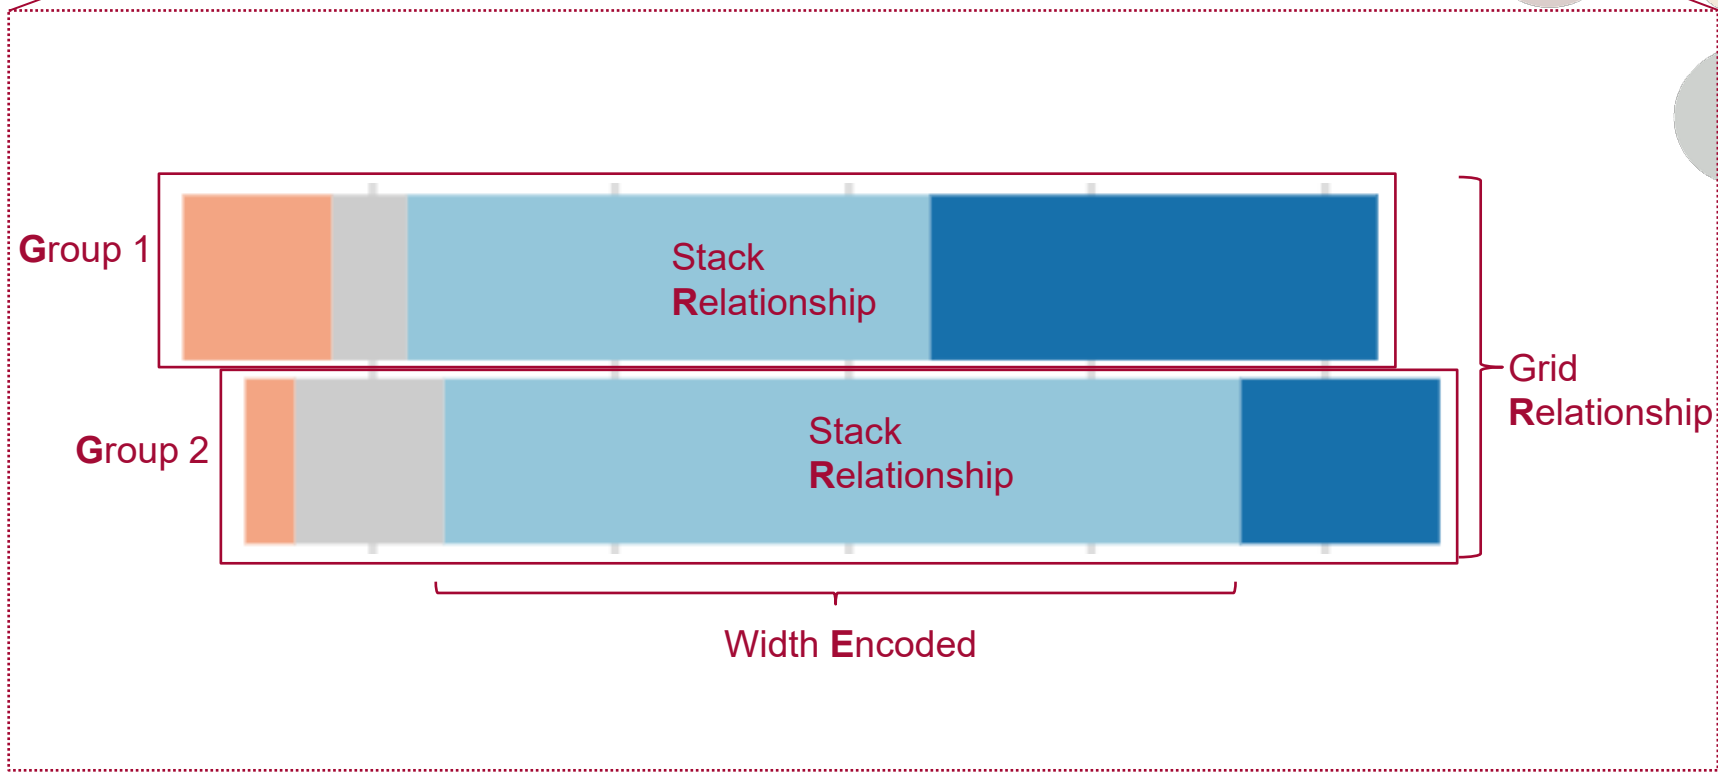 Group 1
Stack
Relationship
Grid
Relationship
Group 2
Stack
Relationship
Width Encoded